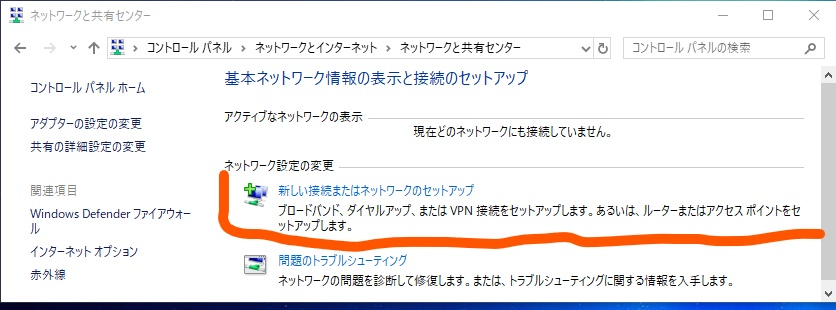 ネットワークと共有センター
コントロール パネル › ネットワークとインターネット › ネットワークと共有センター
コントロール パネルの検索
コントロール パネル ホーム
アダプターの設定の変更
共有の詳細設定の変更
関連項目
Windows Defender ファイアウォー
ル
インターネット オプション
赤外線
基本ネットワーク情報の表示と接続のセットアップ
アクティブなネットワークの表示
現在どのネットワークにも接続していません。
ネットワーク設定の変更
新しい接続またはネットワークのセットアップ
ブロードバンド、ダイヤルアップ、または VPN 接続をセットアップします。あるいは、ルーターまたはアクセス ポイントをセ
ットアップします。
問題のトラブルシューティング
ネットワークの問題を診断して修復します。または、トラブルシューティングに関する情報を入手します。